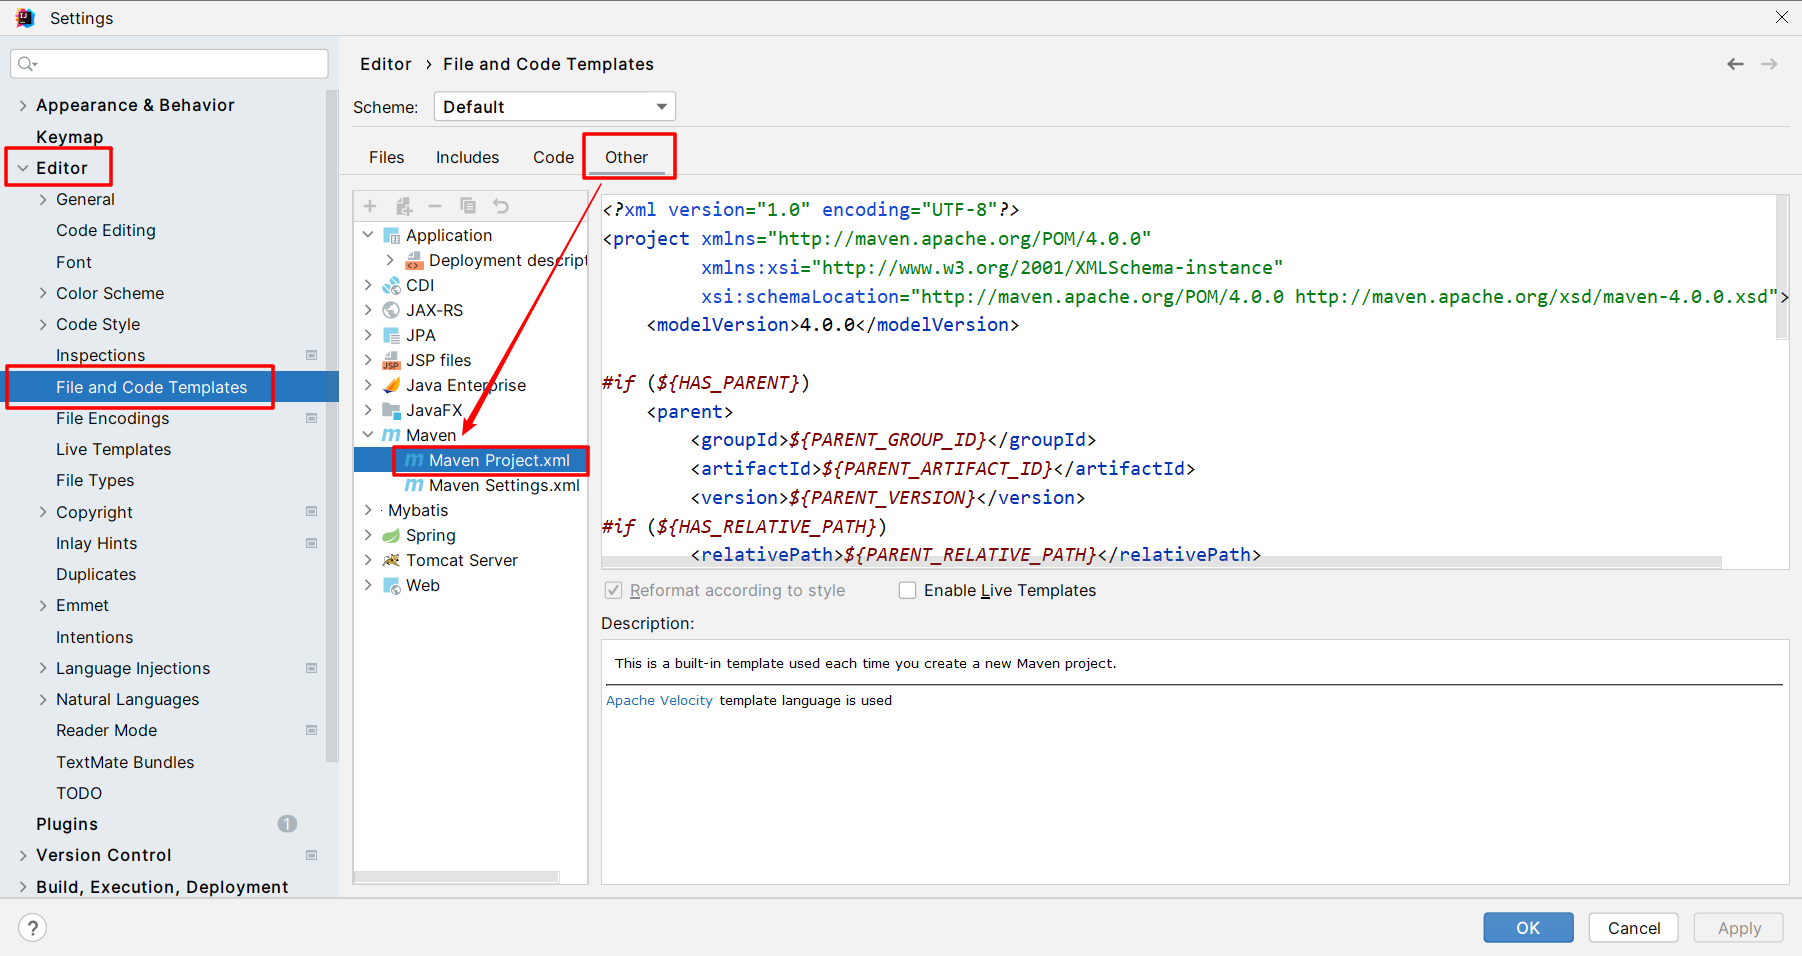 Settings
Editor › File and Code Templates
Scheme: Default
Appearance & Behavior
Keymap
Editor
General
Code Editing
Font
Color Scheme
Code Style
Inspections
File and Code Templates
File Encodings
Live Templates
File Types
Copyright
Inlay Hints
Duplicates
Emmet
Intentions
Language Injections
Natural Languages
Reader Mode
TextMate Bundles
TODO
Plugins 1
Version Control
Build, Execution, Deployment
Files Includes Code Other
Application
Deployment descript
CDI
JAX-RS
JPA
JSP files
Java Enterprise
JavaFX
Maven
Maven Project.xml
Maven Settings.xml
Mybatis
Spring
Tomcat Server
Web
<?xml version="1.0" encoding="UTF-8"?>
<project xmlns="http://maven.apache.org/POM/4.0.0"
xmlns:xsi="http://www.w3.org/2001/XMLSchema-instance"
xsi:schemaLocation="http://maven.apache.org/POM/4.0.0 http://maven.apache.org/xsd/maven-4.0.0.xsd">
<modelVersion>4.0.0</modelVersion>
#if (${HAS_PARENT})
<parent>
<groupId>${PARENT_GROUP_ID}</groupId>
<artifactId>${PARENT_ARTIFACT_ID}</artifactId>
<version>${PARENT_VERSION}</version>
#if (${HAS_RELATIVE_PATH})
<relativePath>${PARENT_RELATIVE_PATH}</relativePath>
Reformat according to style Enable Live Templates
Description:
This is a built-in template used each time you create a new Maven project.
Apache Velocity template language is used
? OK Cancel Apply